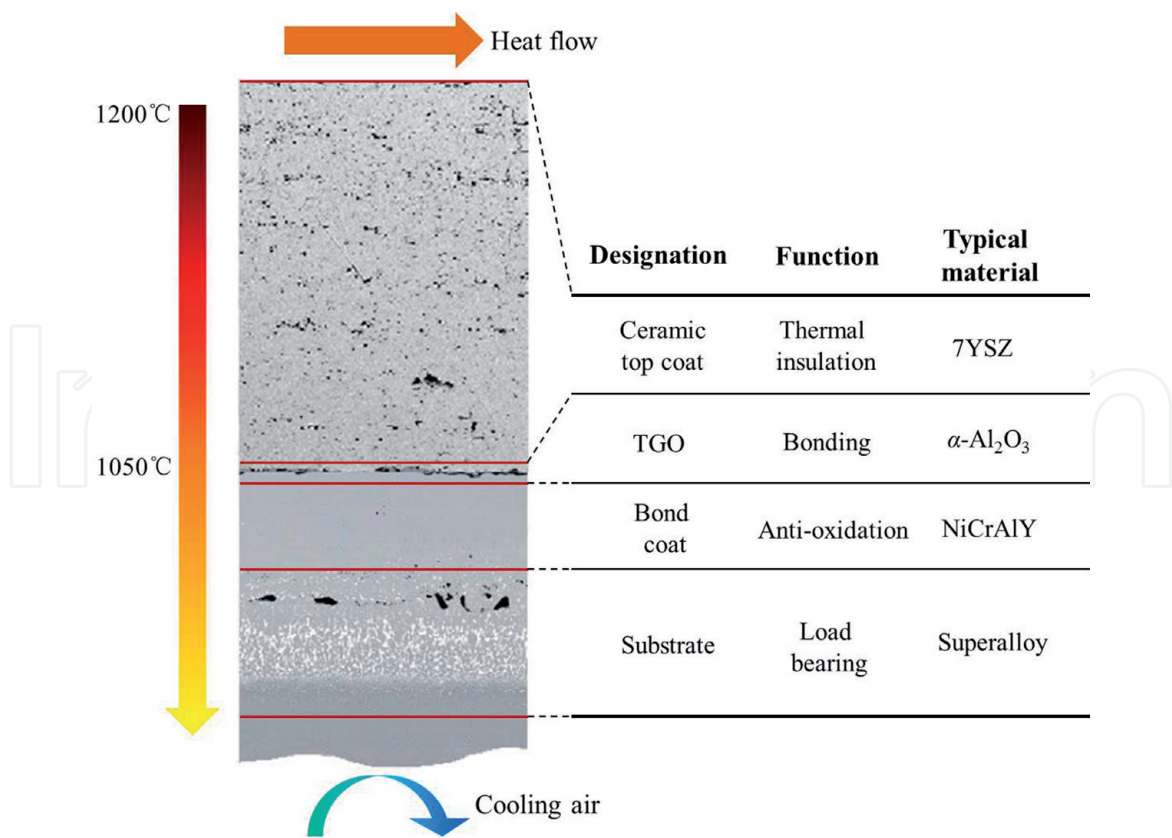 Heat flow
1200℃
1050℃
Designation
Function
Typical
material
Ceramic
top coat
Thermal
insulation
7YSZ
TGO
Bonding
α-Al₂O₃
Bond
coat
Anti-oxidation
NiCrAlY
Substrate
Load
bearing
Superalloy
Cooling air